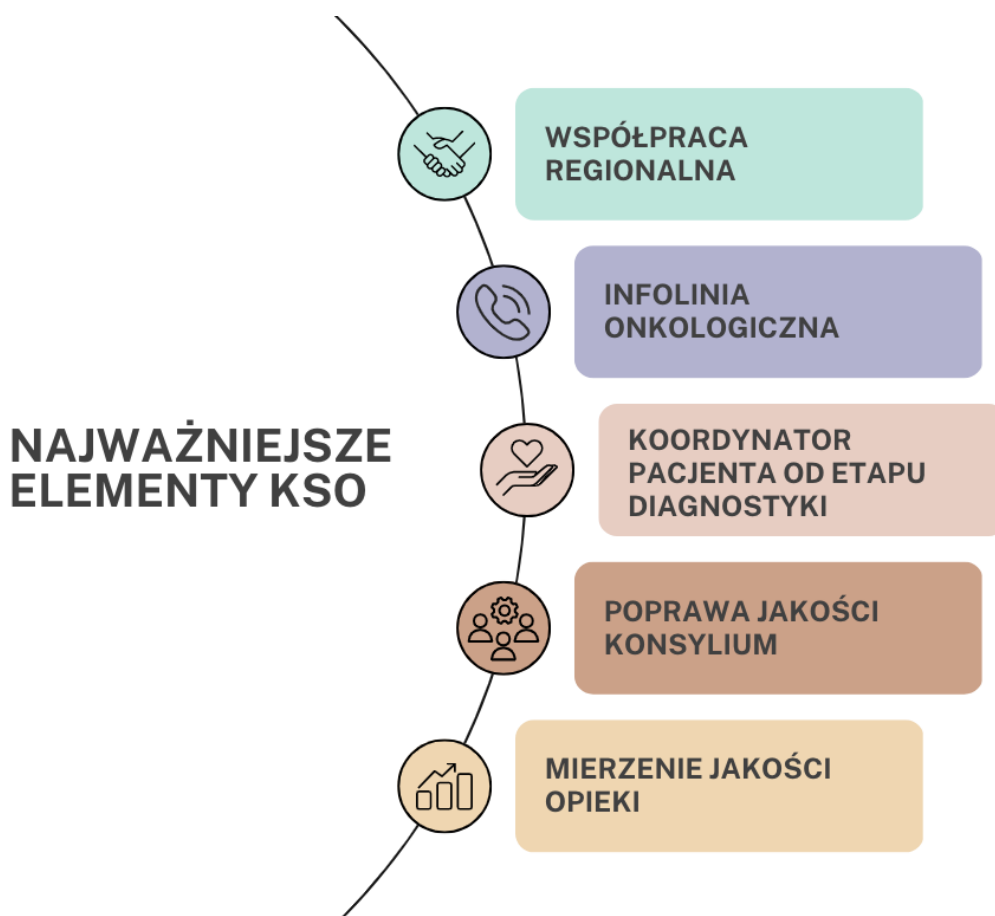 NAJWAŻNIEJSZE
ELEMENTY KSO
WSPÓŁPRACA
REGIONALNA
INFOLINIA
ONKOLOGICZNA
KOORDYNATOR
PACJENTA OD ETAPU
DIAGNOSTYKI
POPRAWA JAKOŚCI
KONSYLIUM
MIERZENIE JAKOŚCI
OPIEKI